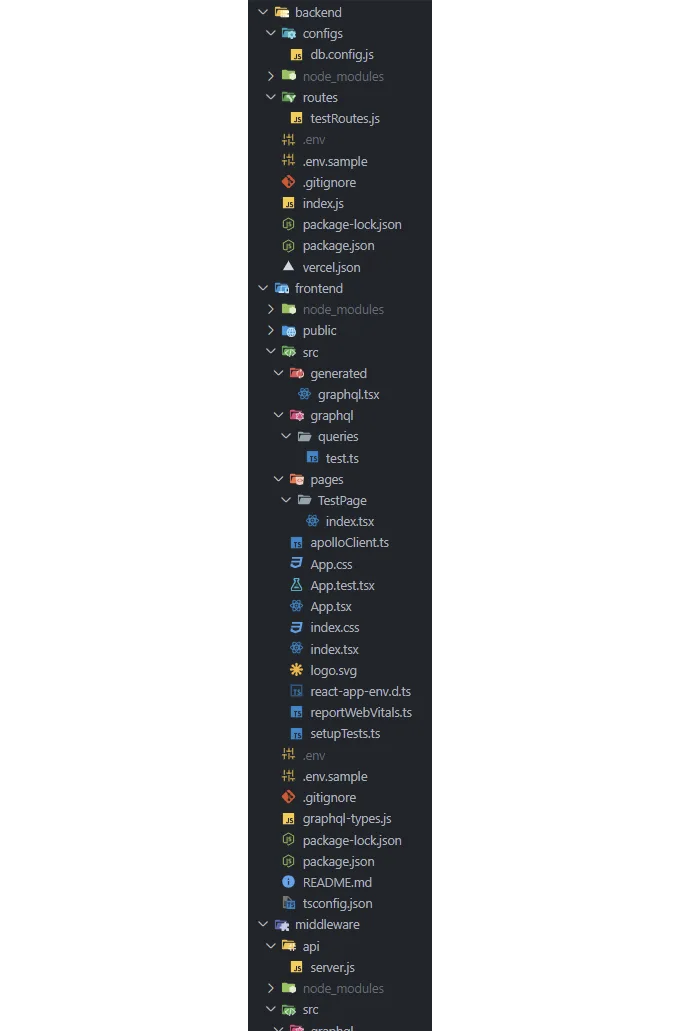 backend
configs
db.config.js
node_modules
routes
testRoutes.js
.env
.env.sample
.gitignore
index.js
package-lock.json
package.json
vercel.json
frontend
node_modules
public
src
generated
graphql.tsx
graphql
queries
test.ts
pages
TestPage
index.tsx
apolloClient.ts
App.css
App.test.tsx
App.tsx
index.css
index.tsx
logo.svg
react-app-env.d.ts
reportWebVitals.ts
setupTests.ts
.env
.env.sample
.gitignore
graphql-types.js
package-lock.json
package.json
README.md
tsconfig.json
middleware
api
server.js
node_modules
src
graphql